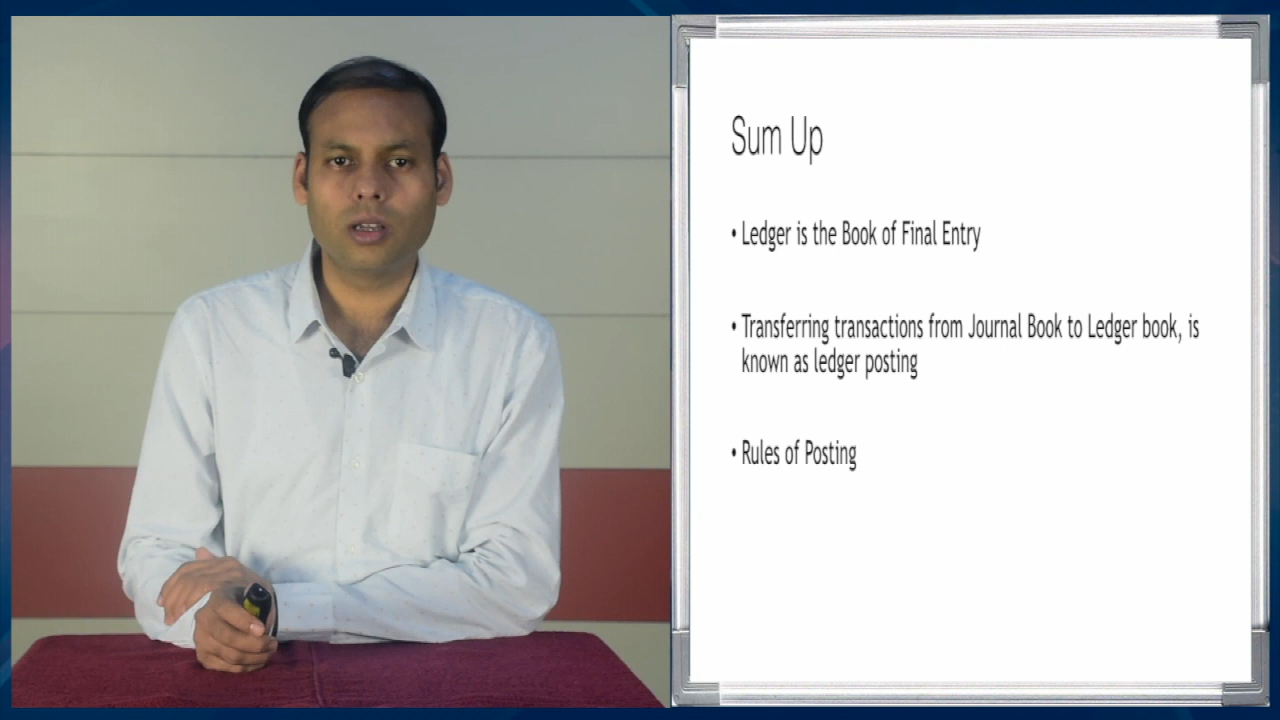 Sum Up
• Ledger is the Book of Final Entry
• Transferring transactions from Journal Book to Ledger book, is
known as ledger posting
• Rules of Posting